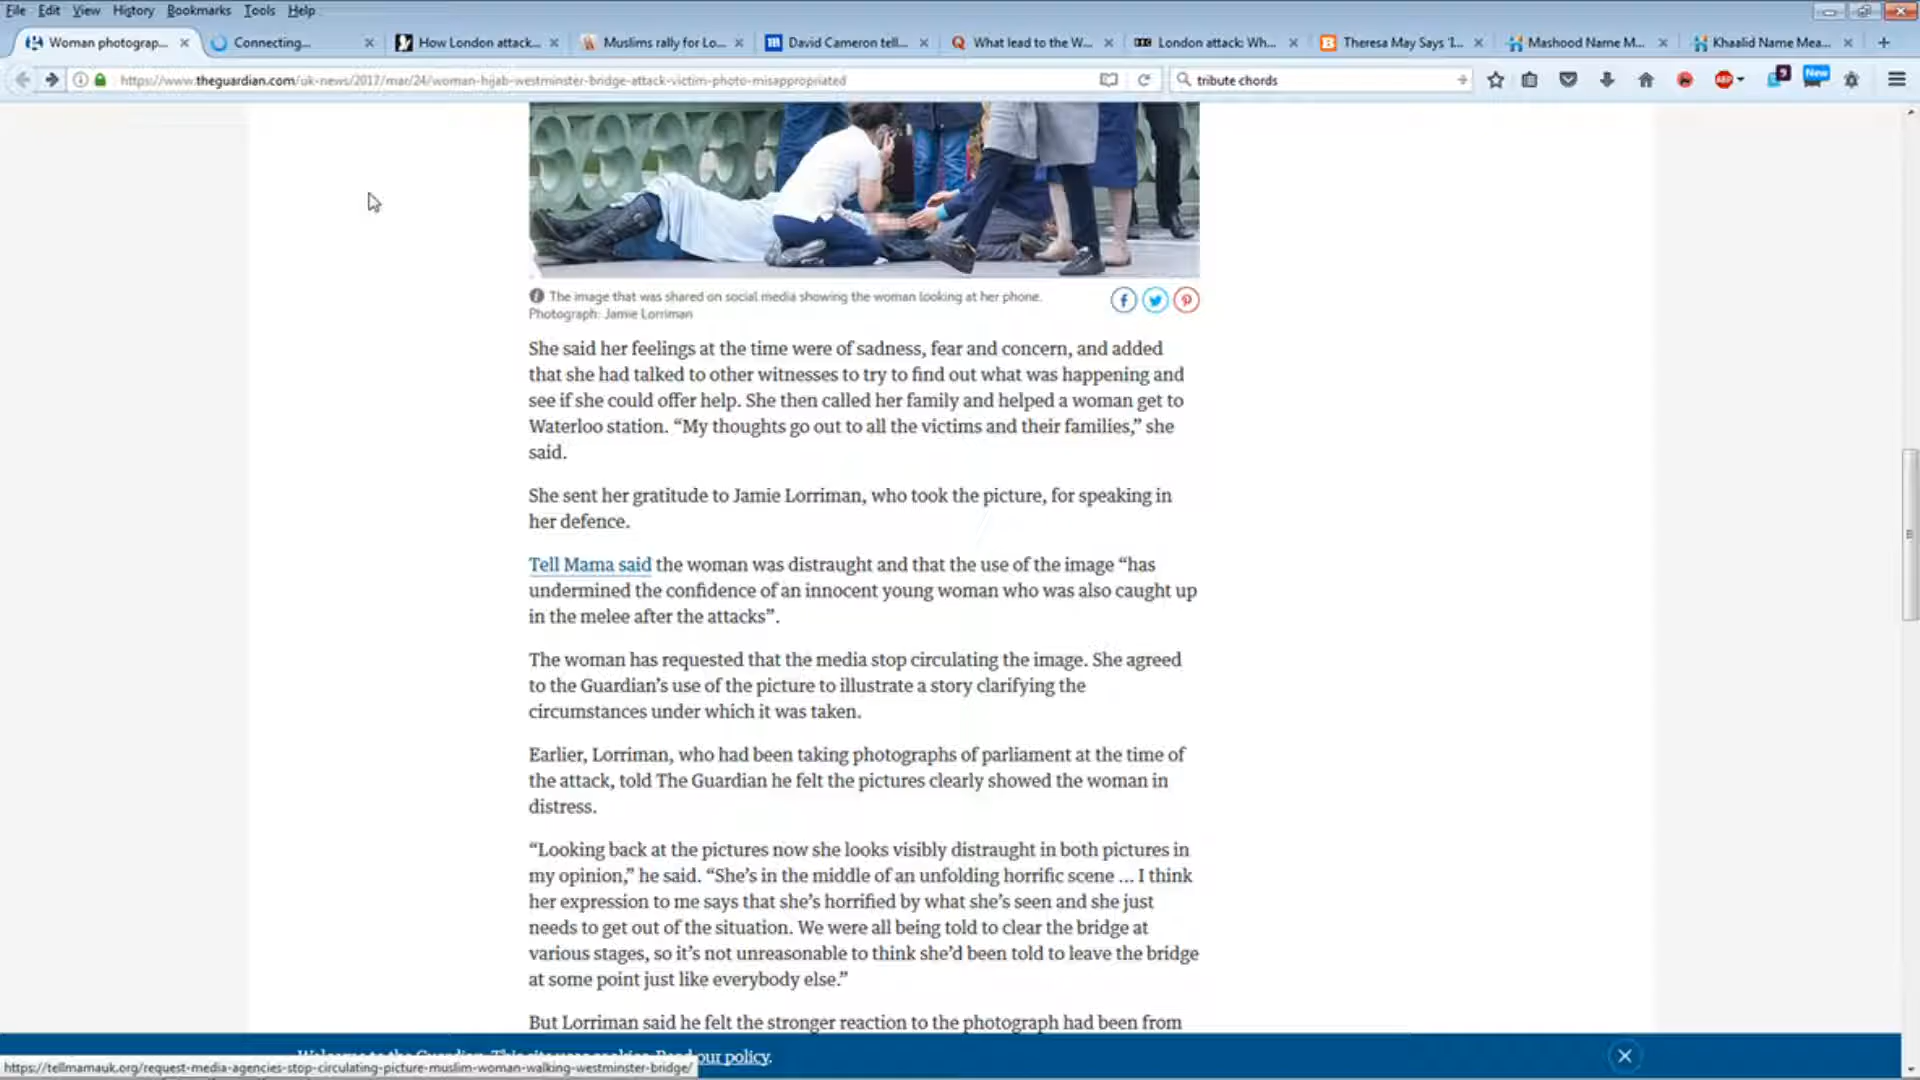 File Edit View History Bookmarks Tools Help
Woman photograp... Connecting... How London attack... Muslims rally for Lo... David Cameron tell... What lead to the W... London attack: Wh... Theresa May Says 'I... Mashood Name M... Khaalid Name Mea...
https://www.theguardian.com/uk-news/2017/mar/24/woman-hijab-westminster-bridge-attack-victim-photo-misappropriated
tribute chords
ABP
9
New
The image that was shared on social media showing the woman looking at her phone.
Photograph: Jamie Lorriman
She said her feelings at the time were of sadness, fear and concern, and added
that she had talked to other witnesses to try to find out what was happening and
see if she could offer help. She then called her family and helped a woman get to
Waterloo station. “My thoughts go out to all the victims and their families,” she
said.
She sent her gratitude to Jamie Lorriman, who took the picture, for speaking in
her defence.
Tell Mama said the woman was distraught and that the use of the image “has
undermined the confidence of an innocent young woman who was also caught up
in the melee after the attacks”.
The woman has requested that the media stop circulating the image. She agreed
to the Guardian’s use of the picture to illustrate a story clarifying the
circumstances under which it was taken.
Earlier, Lorriman, who had been taking photographs of parliament at the time of
the attack, told The Guardian he felt the pictures clearly showed the woman in
distress.
“Looking back at the pictures now she looks visibly distraught in both pictures in
my opinion,” he said. “She’s in the middle of an unfolding horrific scene ... I think
her expression to me says that she’s horrified by what she’s seen and she just
needs to get out of the situation. We were all being told to clear the bridge at
various stages, so it’s not unreasonable to think she’d been told to leave the bridge
at some point just like everybody else.”
But Lorriman said he felt the stronger reaction to the photograph had been from
Welcome to the Guardian. This site uses cookies. Read our policy.
https://tellmamauk.org/request-media-agencies-stop-circulating-picture-muslim-woman-walking-westminster-bridge/